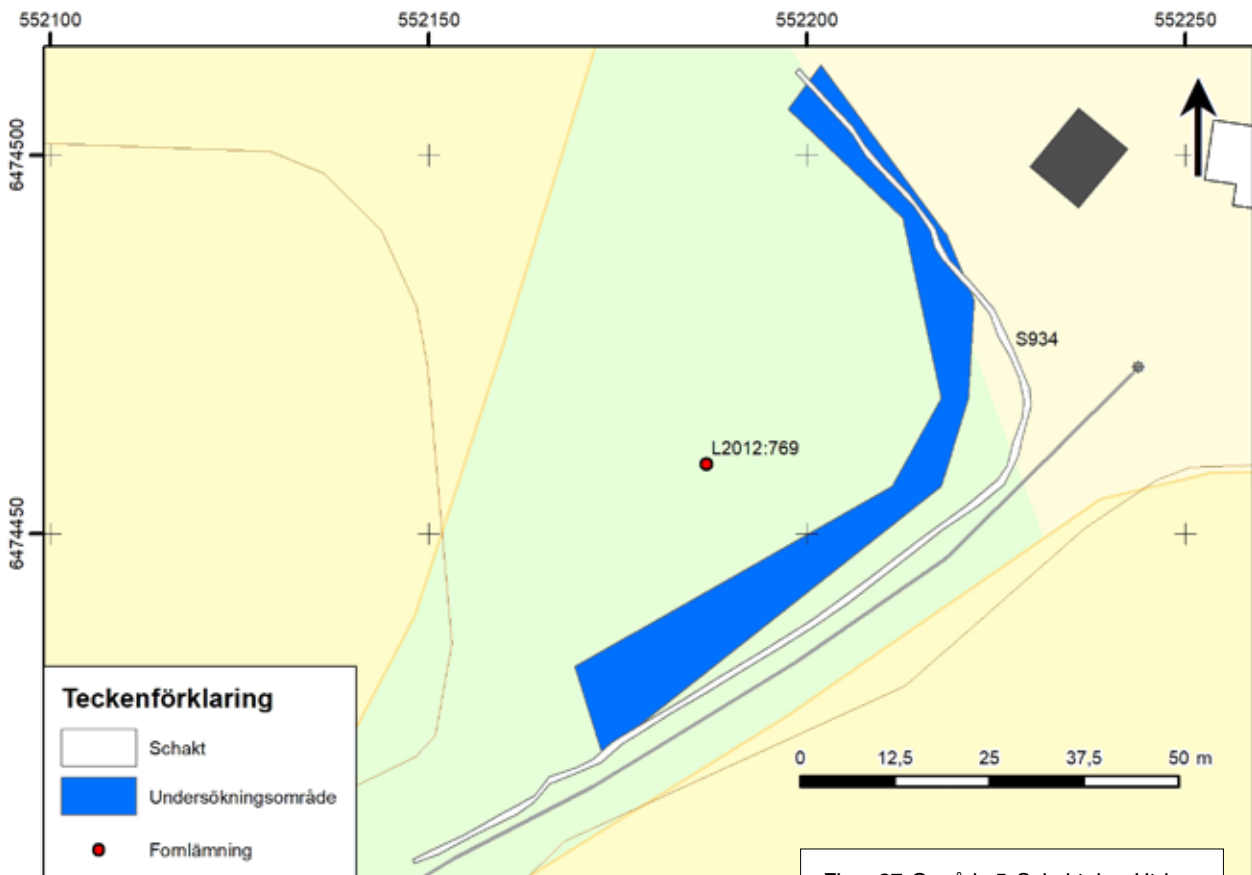 552100
552150
552200
552250
6474500
S934
L2012:769
6474450
Teckenförklaring
Schakt
Undersökningsområde
Fornlämning
0 12,5 25 37,5 50 m